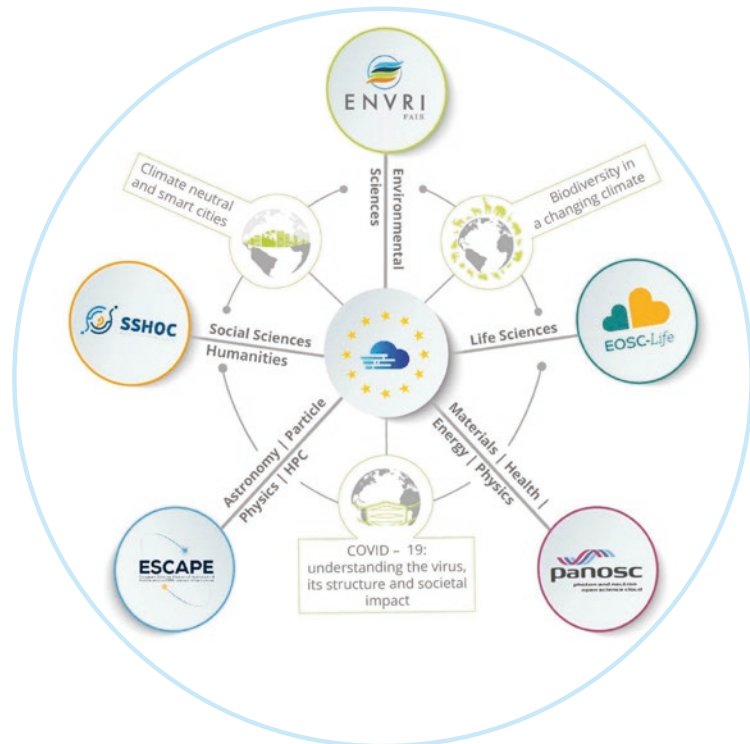 ENVRI
FAIR
Environmental
Sciences
Climate neutral
and smart cities
Biodiversity in
a changing climate
SSHOC
Social Sciences
Humanities
Life Sciences
EOSC-Life
Astronomy | Particle
Physics | HPC
Materials | Health |
Energy | Physics
ESCAPE
COVID – 19:
understanding the virus,
its structure and societal
impact
panosc
photon and neutron
open science cloud